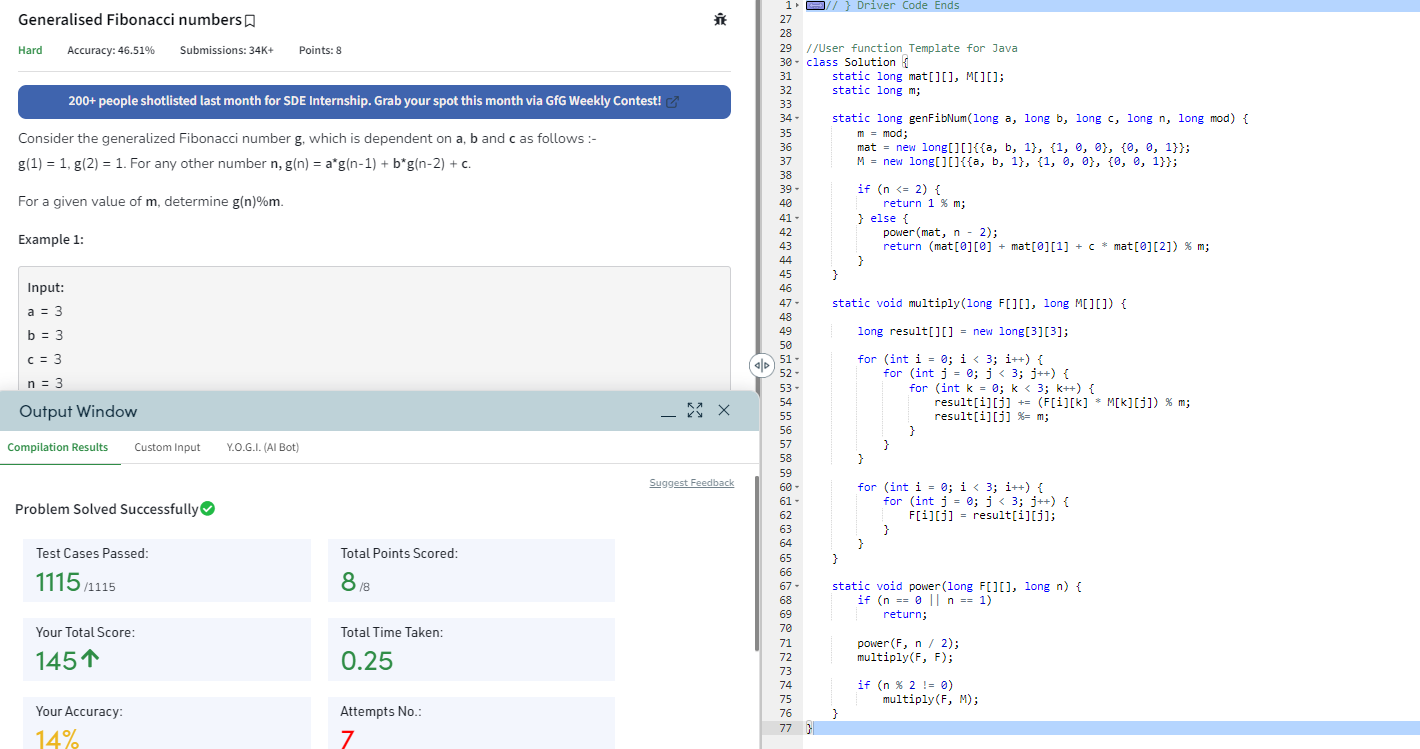 Generalised Fibonacci numbers
Hard Accuracy: 46.51% Submissions: 34K+ Points: 8
200+ people shotlisted last month for SDE Internship. Grab your spot this month via GfG Weekly Contest!
Consider the generalized Fibonacci number g, which is dependent on a, b and c as follows :-
g(1) = 1, g(2) = 1. For any other number n, g(n) = a*g(n-1) + b*g(n-2) + c.
For a given value of m, determine g(n)%m.
Example 1:
Input:
a = 3
b = 3
c = 3
n = 3
Output Window
Compilation Results Custom Input Y.O.G.I. (AI Bot)
Suggest Feedback
Problem Solved Successfully
Test Cases Passed: Total Points Scored:
1115 /1115 8 /8
Your Total Score: Total Time Taken:
145 0.25
Your Accuracy: Attempts No.:
14% 7
1 // } Driver Code Ends
27
28
29 //User function Template for Java
30 class Solution {
31 static long mat[][], M[][];
32 static long m;
33
34 static long genFibNum(long a, long b, long c, long n, long mod) {
35 m = mod;
36 mat = new long[][]{{a, b, 1}, {1, 0, 0}, {0, 0, 1}};
37 M = new long[][]{{a, b, 1}, {1, 0, 0}, {0, 0, 1}};
38
39 if (n <= 2) {
40 return 1 % m;
41 } else {
42 power(mat, n - 2);
43 return (mat[0][0] + mat[0][1] + c * mat[0][2]) % m;
44 }
45 }
46
47 static void multiply(long F[][], long M[][]) {
48
49 long result[][] = new long[3][3];
50
51 for (int i = 0; i < 3; i++) {
52 for (int j = 0; j < 3; j++) {
53 for (int k = 0; k < 3; k++) {
54 result[i][j] += (F[i][k] * M[k][j]) % m;
55 result[i][j] %= m;
56 }
57 }
58 }
59
60 for (int i = 0; i < 3; i++) {
61 for (int j = 0; j < 3; j++) {
62 F[i][j] = result[i][j];
63 }
64 }
65 }
66
67 static void power(long F[][], long n) {
68 if (n == 0 || n == 1)
69 return;
70
71 power(F, n / 2);
72 multiply(F, F);
73
74 if (n % 2 != 0)
75 multiply(F, M);
76 }
77 }